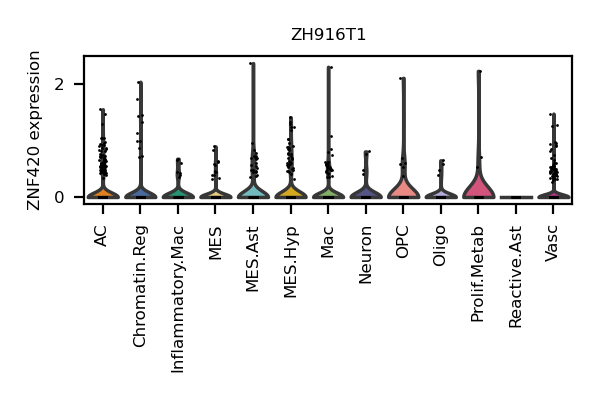 ZH916T1
ZNF420 expression
2
0
AC
Chromatin.Reg
Inflammatory.Mac
MES
MES.Ast
MES.Hyp
Mac
Neuron
OPC
Oligo
Prolif.Metab
Reactive.Ast
Vasc